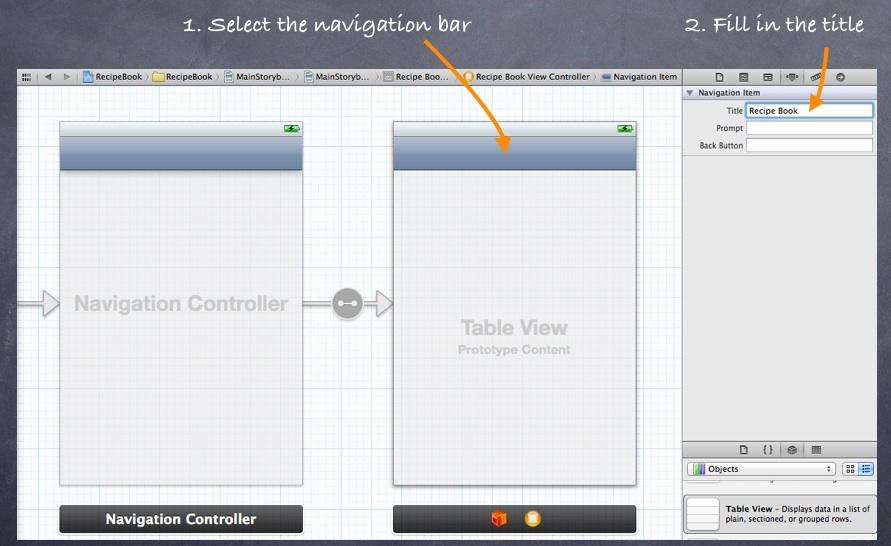 1. Select the navigation bar
2. Fill in the title
RecipeBook
RecipeBook
MainStoryb...
MainStoryb...
Recipe Boo...
Recipe Book View Controller
Navigation Item
Navigation Item
Title Recipe Book
Prompt
Back Button
Navigation Controller
Table View
Prototype Content
{}
Objects
Navigation Controller
Table View – Displays data in a list of
plain, sectioned, or grouped rows.